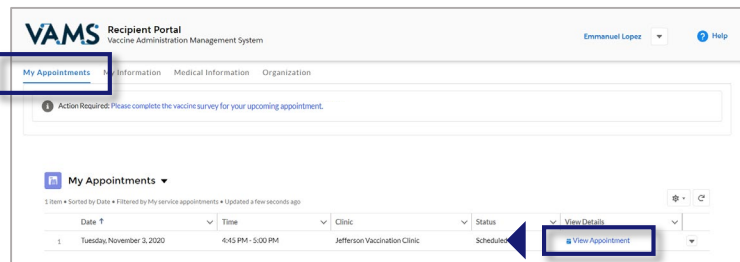 VAMS Recipient Portal
Vaccine Administration Management System
Emmanuel Lopez
? Help
My Appointments My Information Medical Information Organization
Action Required: Please complete the vaccine survey for your upcoming appointment.
My Appointments
1 item • Sorted by Date • Filtered by My service appointments • Updated a few seconds ago
Date ↑ Time Clinic Status View Details
1 Tuesday, November 3, 2020 4:45 PM - 5:00 PM Jefferson Vaccination Clinic Scheduled View Appointment